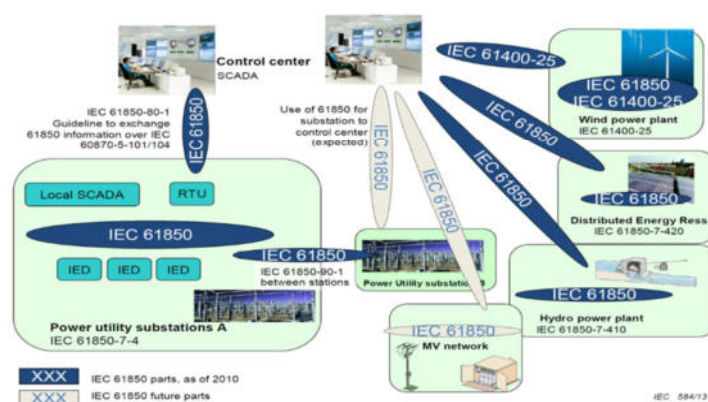 Control center
SCADA
IEC 61850-80-1
Guideline to exchange
61850 information over IEC
60870-5-101/104
IEC 61850
Use of 61850 for
substation to
control center
(expected)
IEC 61850
IEC 61850
IEC 61400-25
IEC 61850
IEC 61850
IEC 61850
IEC 61400-25
Wind power plant
IEC 61400-25
IEC 61850
Distributed Energy Ress
IEC 61850-7-420
IEC 61850
Hydro power plant
IEC 61850-7-410
Local SCADA
RTU
IEC 61850
IED
IED
IED
Power utility substations A
IEC 61850-7-4
IEC 61850
IEC 61850-90-1
between stations
Power Utility substations B
IEC 61850
MV network
XXX
IEC 61850 parts, as of 2010
XXX
IEC 61850 future parts
IEC 584/13